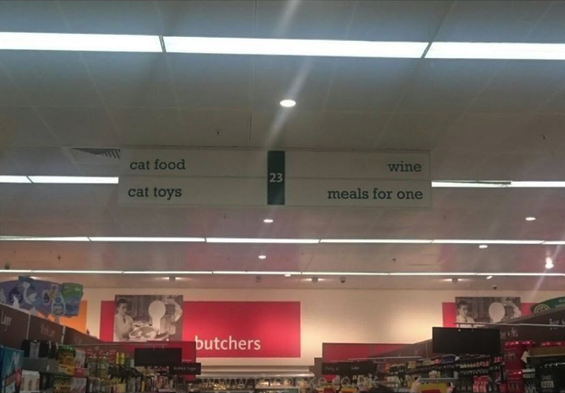 cat food
cat toys
23
wine
meals for one
butchers